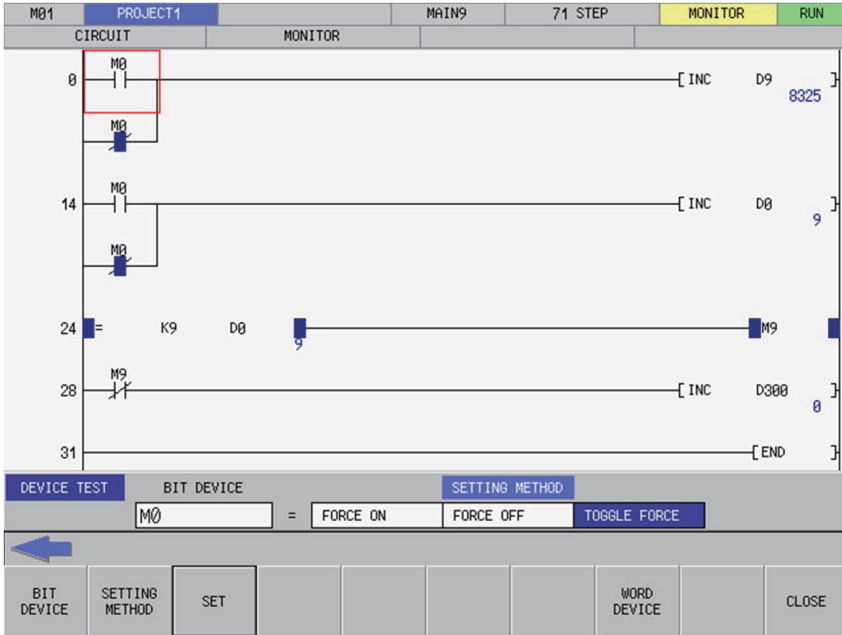 M01 PROJECT1 MAIN9 71 STEP MONITOR RUN
CIRCUIT MONITOR
M0
0 [ INC D9 ]
8325
M0
M0
14 [ INC D0 ]
9
M0
24 = K9 D0 M9
9
M9
28 [ INC D300 ]
0
31 [ END ]
DEVICE TEST BIT DEVICE SETTING METHOD
M0 = FORCE ON FORCE OFF TOGGLE FORCE
BIT DEVICE SETTING METHOD SET WORD DEVICE CLOSE